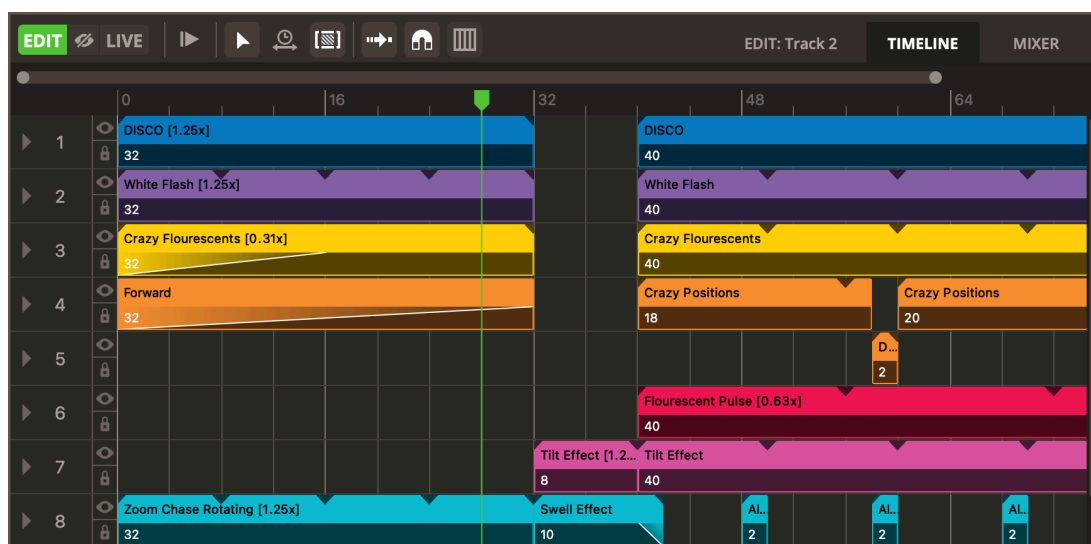 EDIT LIVE EDIT: Track 2 TIMELINE MIXER
0 16 32 48 64
1 DISCO [1.25x] DISCO
32 40
2 White Flash [1.25x] White Flash
32 40
3 Crazy Flourescents [0.31x] Crazy Flourescents
32 40
4 Forward Crazy Positions Crazy Positions
32 18 20
5 D...
2
6 Flourescent Pulse [0.63x]
40
7 Tilt Effect [1.2... Tilt Effect
8 40
8 Zoom Chase Rotating [1.25x] Swell Effect Al... Al... Al...
32 10 2 2 2